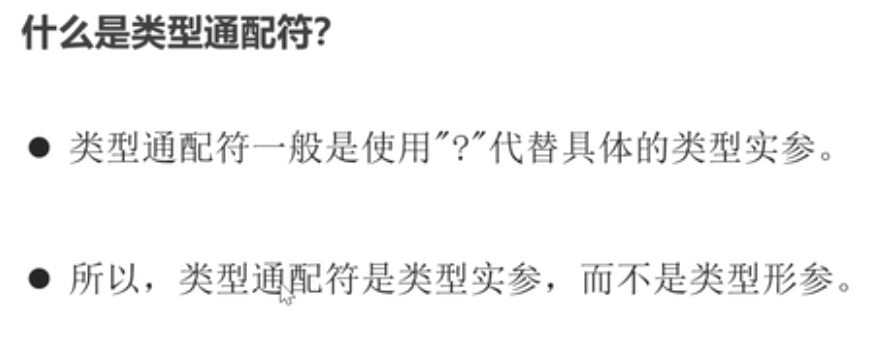 什么是类型通配符？
● 类型通配符一般是使用"?"代替具体的类型实参。
● 所以，类型通配符是类型实参，而不是类型形参。